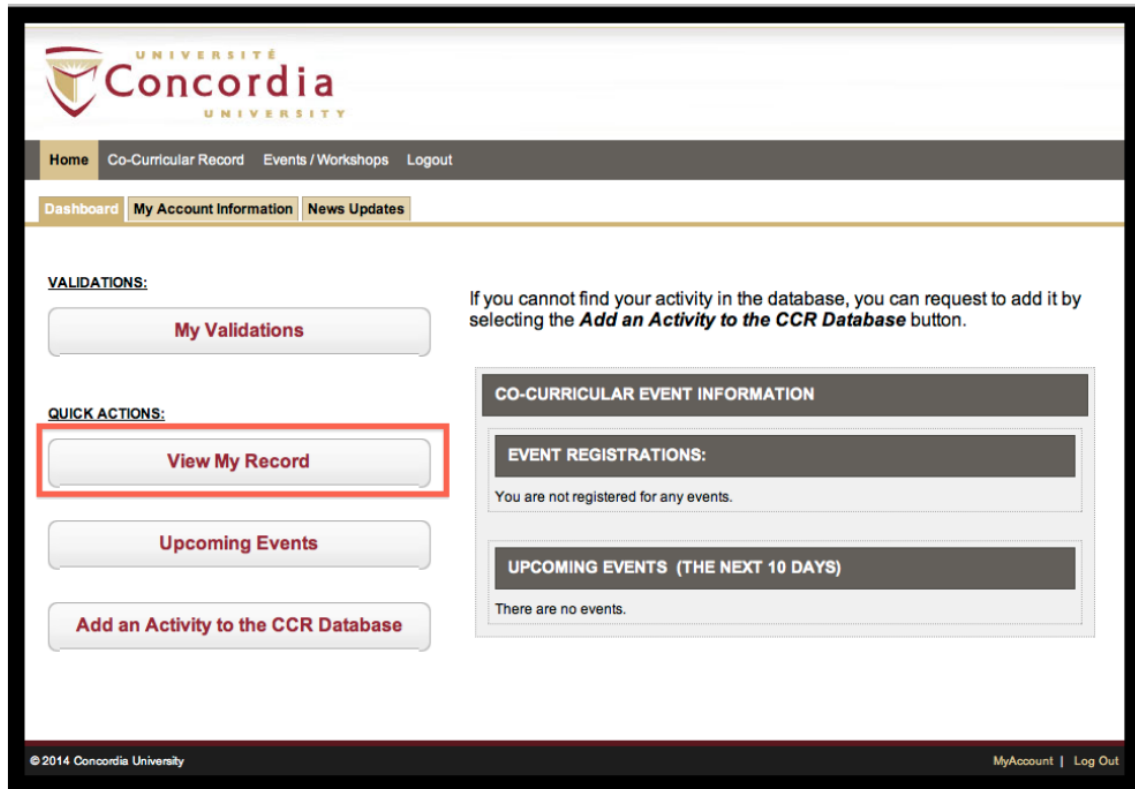 UNIVERSITÉ
Concordia
UNIVERSITY
Home Co-Curricular Record Events / Workshops Logout
Dashboard My Account Information News Updates
VALIDATIONS:
My Validations
QUICK ACTIONS:
View My Record
Upcoming Events
Add an Activity to the CCR Database
If you cannot find your activity in the database, you can request to add it by
selecting the Add an Activity to the CCR Database button.
CO-CURRICULAR EVENT INFORMATION
EVENT REGISTRATIONS:
You are not registered for any events.
UPCOMING EVENTS (THE NEXT 10 DAYS)
There are no events.
© 2014 Concordia University
MyAccount | Log Out